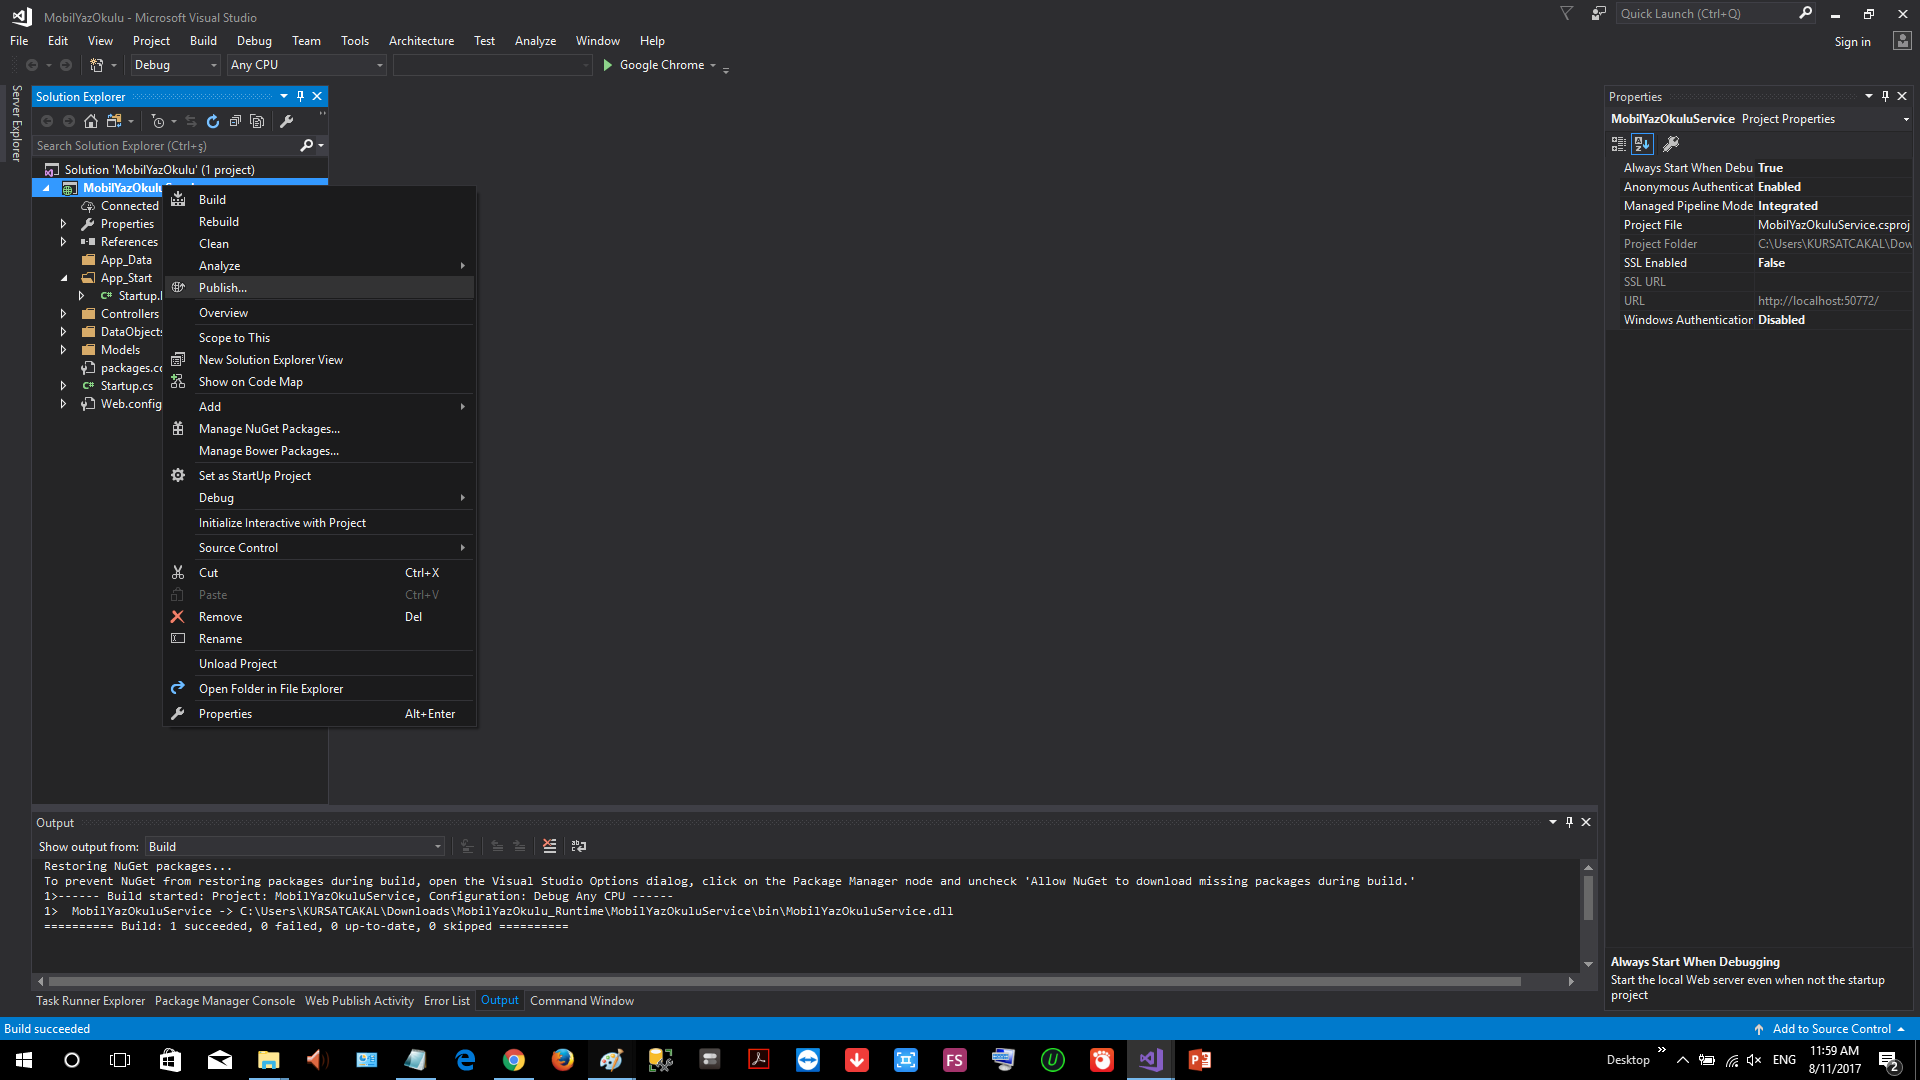 MobilYazOkulu - Microsoft Visual Studio
Quick Launch (Ctrl+Q)
File Edit View Project Build Debug Team Tools Architecture Test Analyze Window Help
Sign in
Debug Any CPU Google Chrome
Server Explorer
Solution Explorer
Search Solution Explorer (Ctrl+ş)
Solution 'MobilYazOkulu' (1 project)
MobilYazOkulu
Connected
Properties
References
App_Data
App_Start
Startup.
Controllers
DataObjects
Models
packages.co
Startup.cs
Web.config
Build
Rebuild
Clean
Analyze
Publish...
Overview
Scope to This
New Solution Explorer View
Show on Code Map
Add
Manage NuGet Packages...
Manage Bower Packages...
Set as StartUp Project
Debug
Initialize Interactive with Project
Source Control
Cut Ctrl+X
Paste Ctrl+V
Remove Del
Rename
Unload Project
Open Folder in File Explorer
Properties Alt+Enter
Properties
MobilYazOkuluService Project Properties
Always Start When Debu True
Anonymous Authenticat Enabled
Managed Pipeline Mode Integrated
Project File MobilYazOkuluService.csproj
Project Folder C:\Users\KURSATCAKAL\Dow
SSL Enabled False
SSL URL
URL http://localhost:50772/
Windows Authentication Disabled
Always Start When Debugging
Start the local Web server even when not the startup
project
Output
Show output from: Build
Restoring NuGet packages...
To prevent NuGet from restoring packages during build, open the Visual Studio Options dialog, click on the Package Manager node and uncheck 'Allow NuGet to download missing packages during build.'
1>------ Build started: Project: MobilYazOkuluService, Configuration: Debug Any CPU ------
1>  MobilYazOkuluService -> C:\Users\KURSATCAKAL\Downloads\MobilYazOkulu_Runtime\MobilYazOkuluService\bin\MobilYazOkuluService.dll
========== Build: 1 succeeded, 0 failed, 0 up-to-date, 0 skipped ==========
Task Runner Explorer Package Manager Console Web Publish Activity Error List Output Command Window
Build succeeded
Add to Source Control
FS
Desktop
ENG
11:59 AM
8/11/2017
2